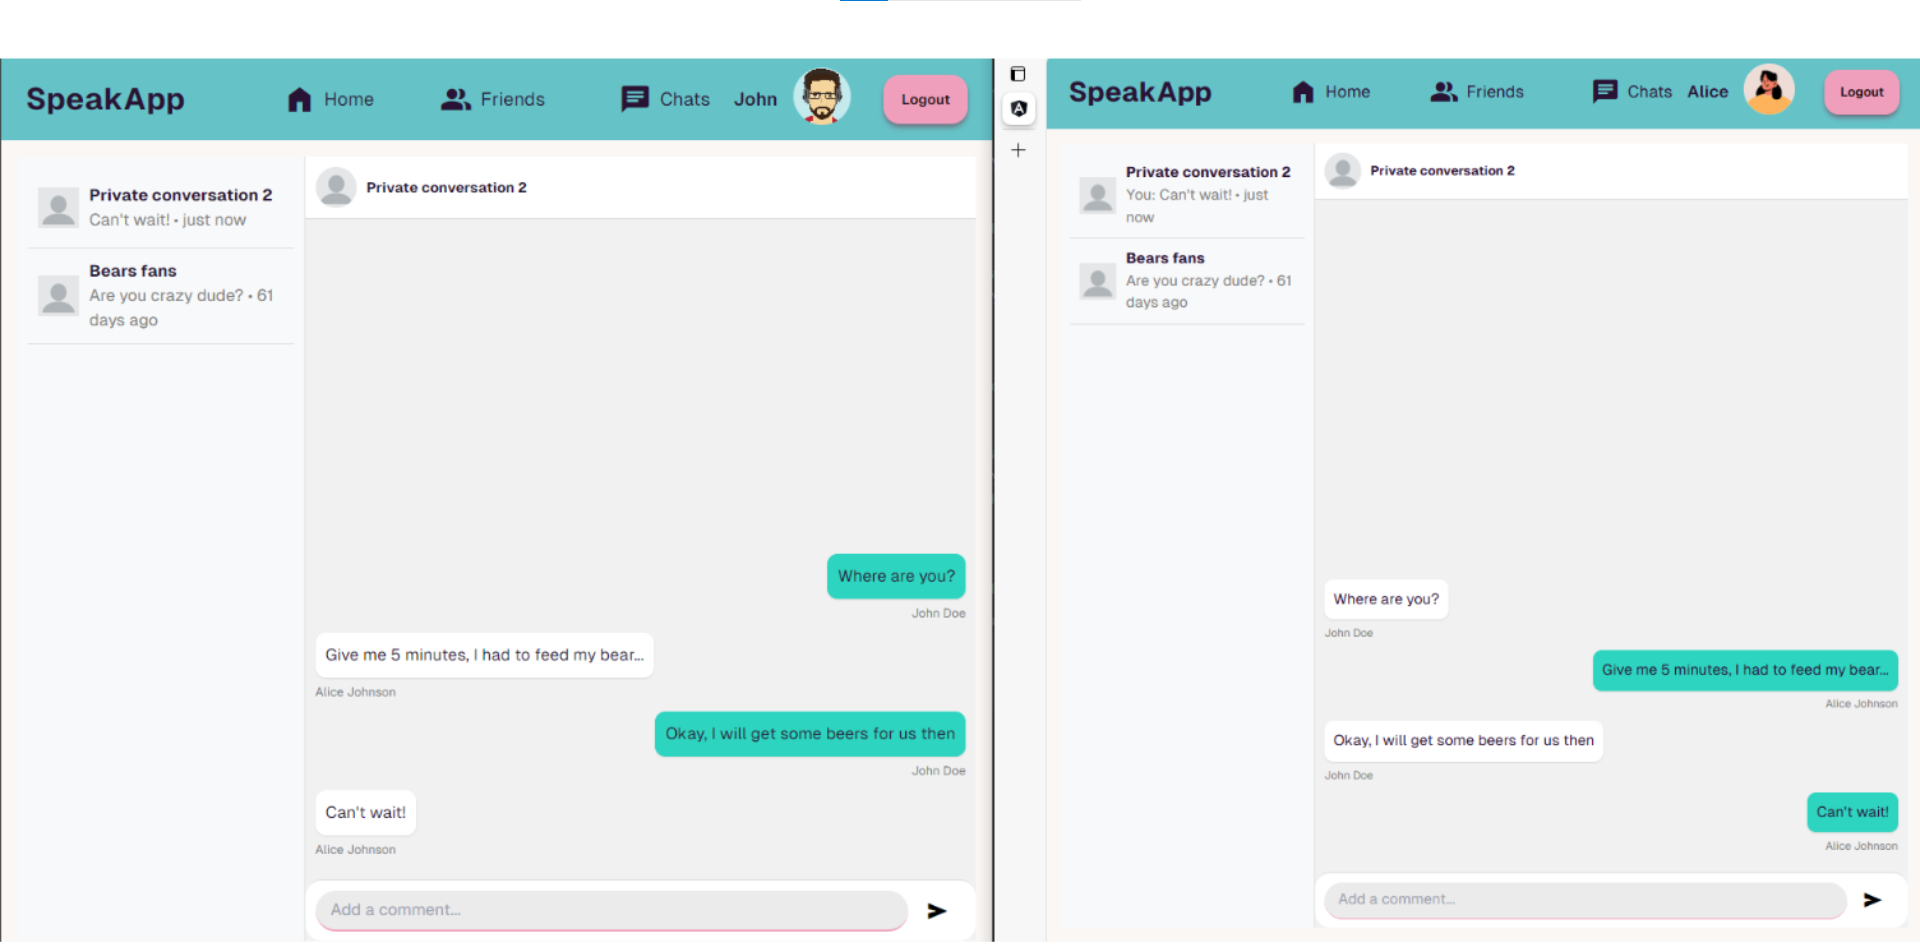 SpeakApp
Home
Friends
Chats
John
Logout
Private conversation 2
Can't wait! • just now
Bears fans
Are you crazy dude? • 61
days ago
Private conversation 2
Where are you?
John Doe
Give me 5 minutes, I had to feed my bear...
Alice Johnson
Okay, I will get some beers for us then
John Doe
Can't wait!
Alice Johnson
Add a comment...
SpeakApp
Home
Friends
Chats
Alice
Logout
Private conversation 2
You: Can't wait! • just
now
Bears fans
Are you crazy dude? • 61
days ago
Private conversation 2
Where are you?
John Doe
Give me 5 minutes, I had to feed my bear...
Alice Johnson
Okay, I will get some beers for us then
John Doe
Can't wait!
Alice Johnson
Add a comment...